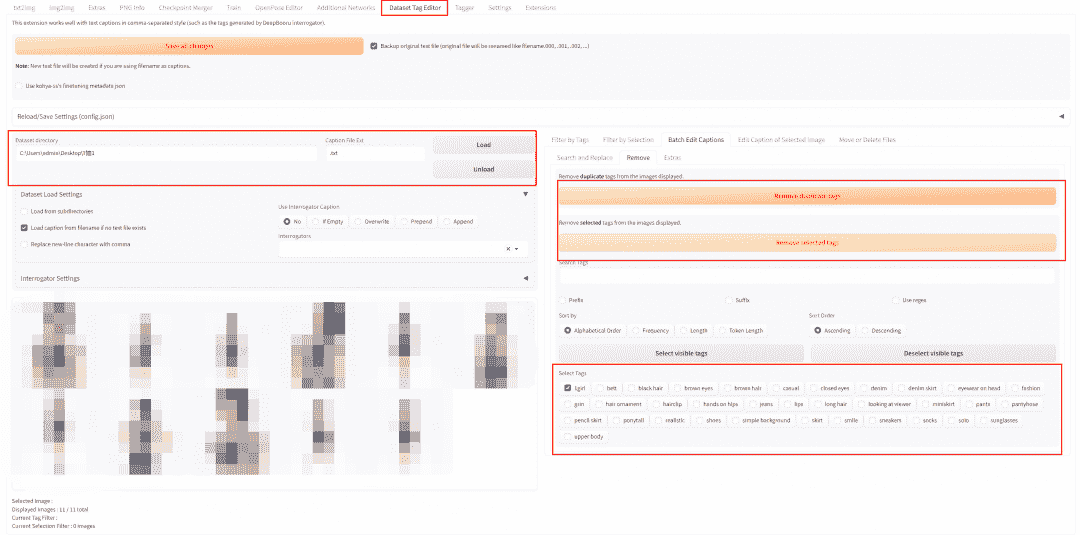 txt2img img2img Extras PNG Info Checkpoint Merger Train OpenPose Editor Additional Networks Dataset Tag Editor Tagger Settings Extensions
This extension works well with text captions in comma-separated style (such as the tags generated by DeepBooru interrogator).
Save all changes
Backup original text file (original file will be renamed like filename.000, .001, .002, ...)
Note: New text file will be created if you are using filename as captions.
Use kohya-ss's finetuning metadata json
Reload/Save Settings (config.json)
Dataset directory
C:\Users\admin\Desktop\
Caption File Ext
.txt
Load
Unload
Dataset Load Settings
Load from subdirectories
Load caption from filename if no text file exists
Replace new-line character with comma
Use Interrogator Caption
No If Empty Overwrite Prepend Append
Interrogators
Interrogator Settings
Selected Image :
Displayed Images : 11 / 11 total
Current Tag Filter :
Current Selection Filter : 0 images
Filter by Tags Filter by Selection Batch Edit Captions Edit Caption of Selected Image Move or Delete Files
Search and Replace Remove Extras
Remove duplicate tags from the images displayed.
Remove duplicate tags
Remove selected tags from the images displayed.
Remove selected tags
Search Tags
Prefix Suffix Use regex
Sort by
Alphabetical Order Frequency Length Token Length
Sort Order
Ascending Descending
Select visible tags Deselect visible tags
Select Tags
1girl belt black hair brown eyes brown hair casual closed eyes denim denim skirt eyewear on head fashion
grin hair ornament hairclip hands on hips jeans lips long hair looking at viewer miniskirt pants pantyhose
pencil skirt ponytail realistic shoes simple background skirt smile sneakers socks solo sunglasses
upper body